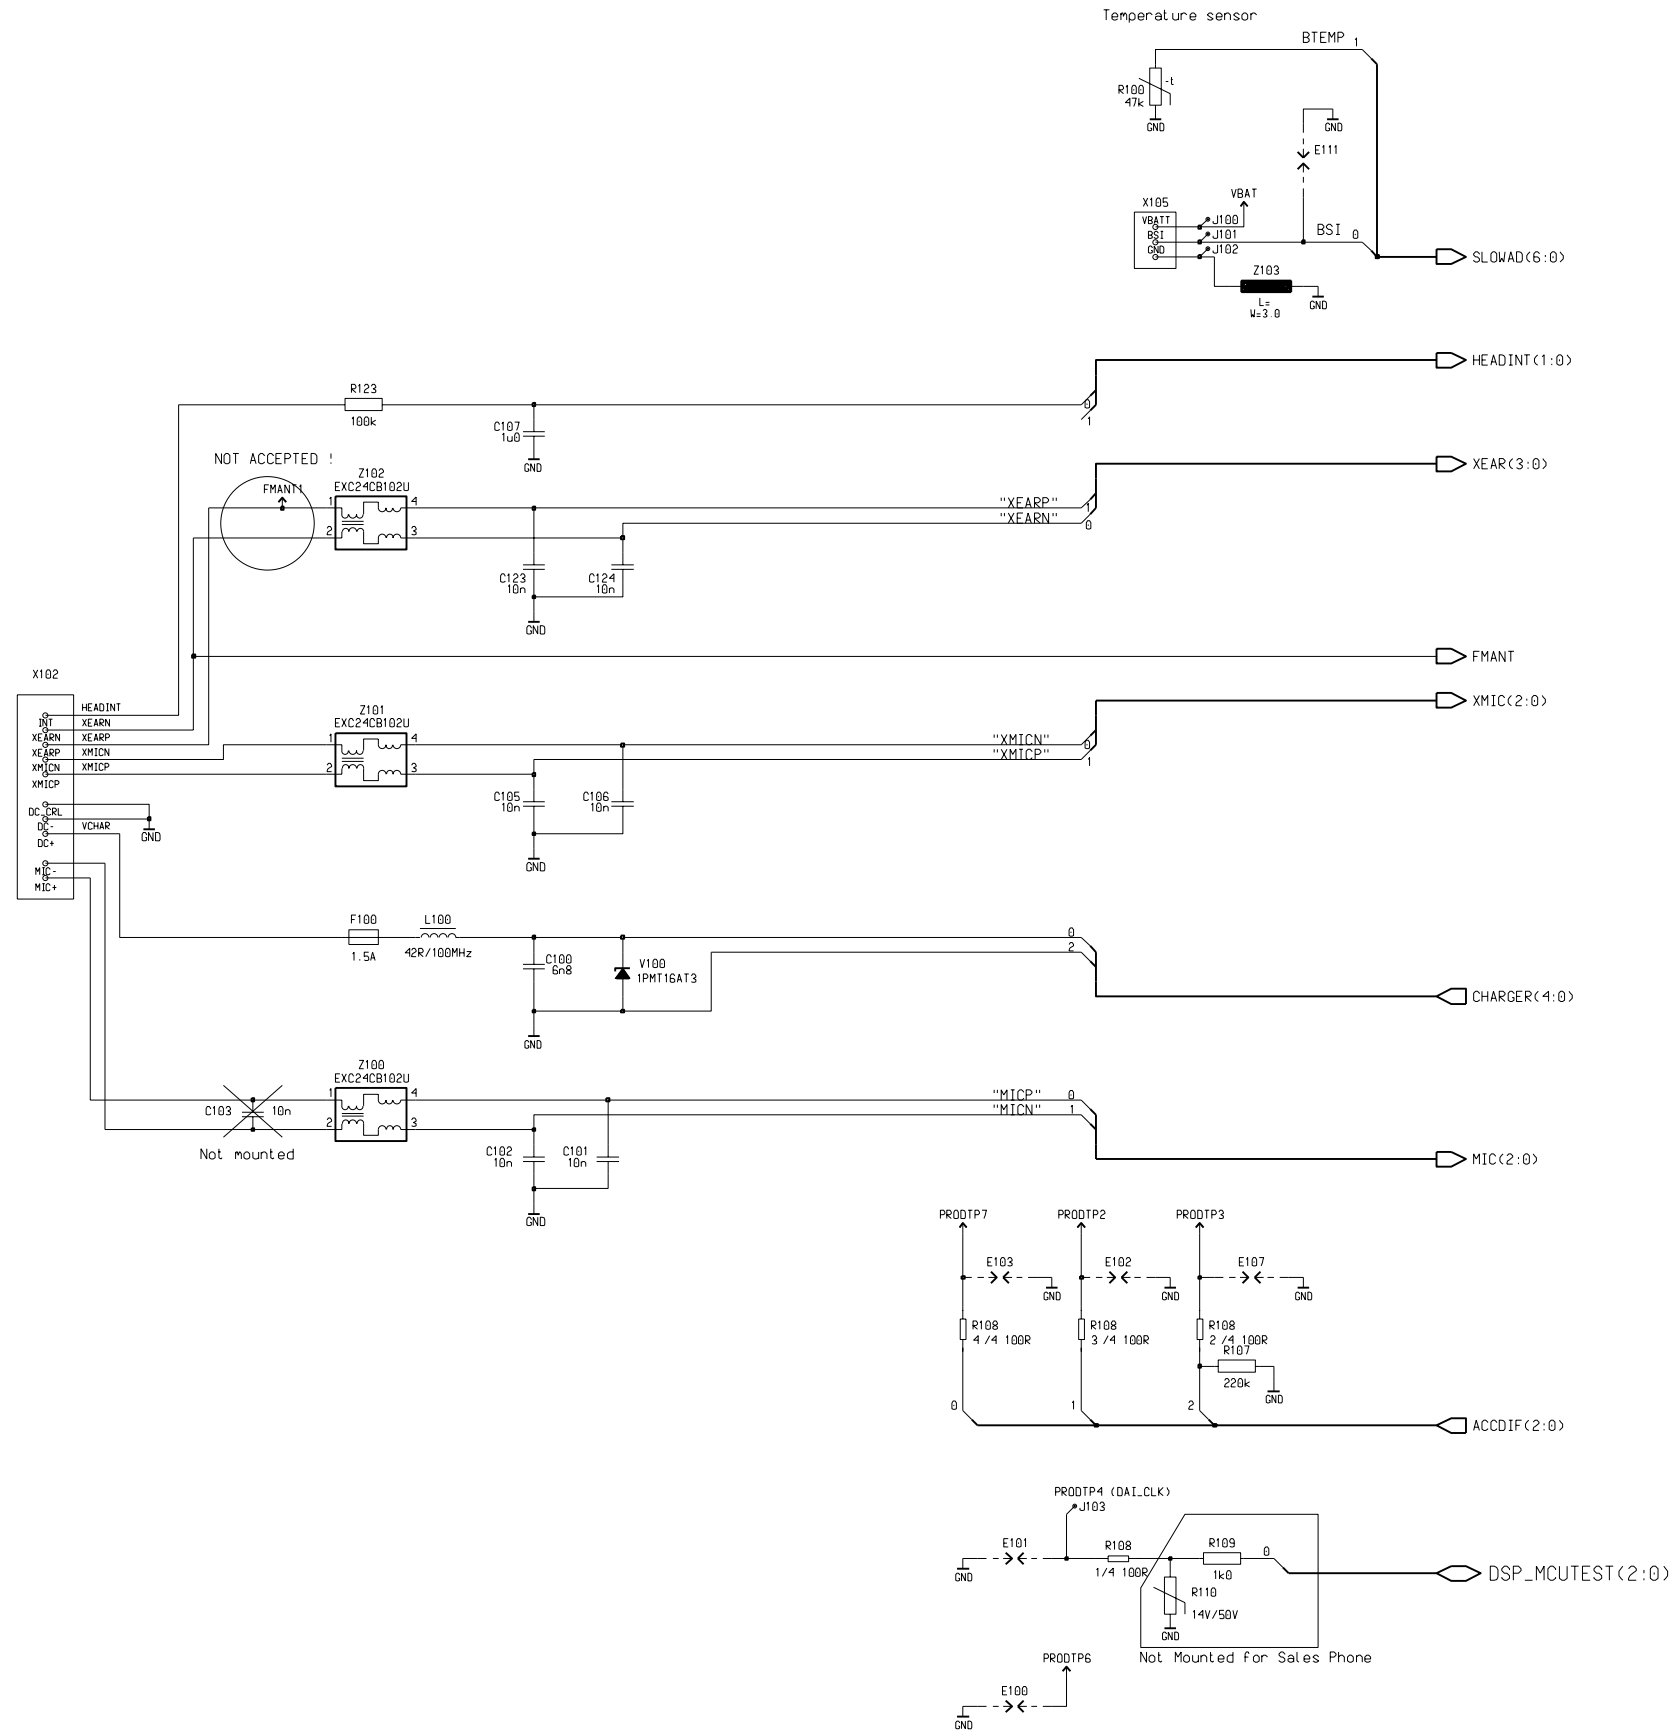 Temperature sensor
BTEMP 1
R100
47k
-t
GND
GND
E111
VBAT
X105
VBATT
BSI
GND
J100
J101
J102
BSI 0
SLOWAD(6:0)
Z103
L=
W=3.0
GND
HEADINT(1:0)
R123
100k
0
1
C107
1u0
GND
NOT ACCEPTED !
FMANT1
Z102
EXC24CB102U
1
4
2
3
XEAR(3:0)
"XEARP"
1
"XEARN"
0
C123
10n
C124
10n
GND
FMANT
X102
XMIC(2:0)
HEADINT
INT
XEARN
XEARN
XEARP
XEARP
XMICN
XMICN
XMICP
XMICP
DC_CRL
DC-
VCHAR
DC+
GND
MIC-
MIC+
Z101
EXC24CB102U
1
4
2
3
"XMICN"
0
"XMICP"
1
C105
10n
C106
10n
GND
F100
1.5A
L100
42R/100MHz
0
2
C100
6n8
V100
1PMT16AT3
GND
CHARGER(4:0)
Z100
EXC24CB102U
1
4
2
3
C103
10n
Not mounted
"MICP" 0
"MICN" 1
C102
10n
C101
10n
GND
MIC(2:0)
PRODTP7
PRODTP2
PRODTP3
E103
E102
E107
GND
GND
GND
R108
4/4 100R
R108
3/4 100R
R108
2/4 100R
R107
220k
GND
0
1
2
ACCDIF(2:0)
PRODTP4 (DAI_CLK)
J103
E101
GND
R108
1/4 100R
R109
1k0
0
DSP_MCUTEST(2:0)
R110
14V/50V
GND
Not Mounted for Sales Phone
PRODTP6
E100
GND